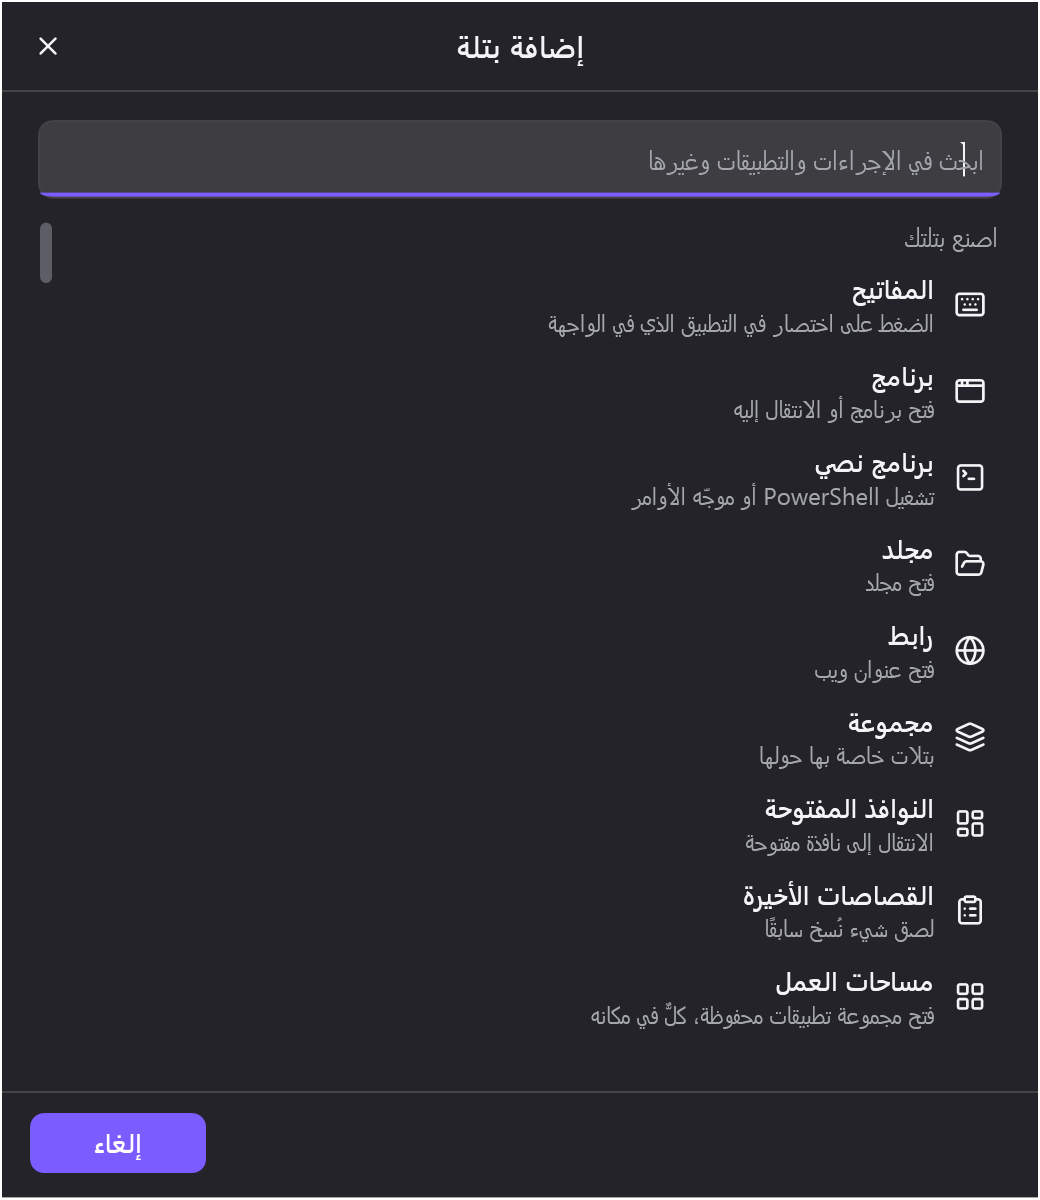 إضافة بتلة
ابحث في الإجراءات والتطبيقات وغيرها
اصنع بتلتك
المفاتيح
الضغط على اختصار في التطبيق الذي في الواجهة
برنامج
فتح برنامج أو الانتقال إليه
برنامج نصي
تشغيل PowerShell أو موجّه الأوامر
مجلد
فتح مجلد
رابط
فتح عنوان ويب
مجموعة
بتلات خاصة بها حولها
النوافذ المفتوحة
الانتقال إلى نافذة مفتوحة
القصاصات الأخيرة
لصق شيء نُسخ سابقًا
مساحات العمل
فتح مجموعة تطبيقات محفوظة، كلٌّ في مكانه
إلغاء